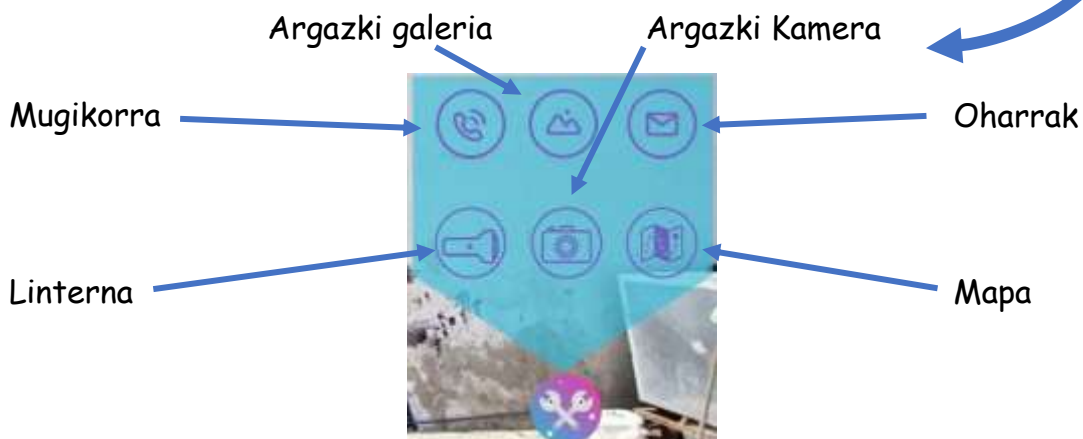 Argazki galeria
Argazki Kamera
Mugikorra
Oharrak
Linterna
Mapa